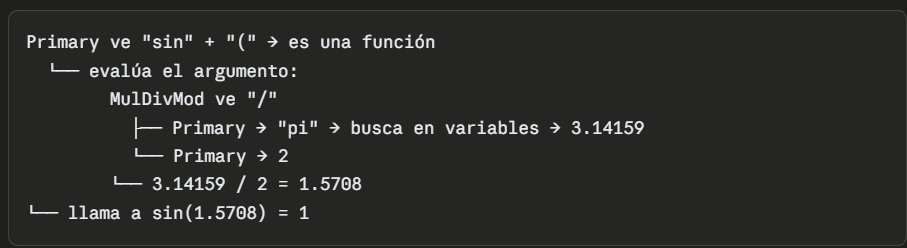 Primary ve "sin" + "(" → es una función
└── evalúa el argumento:
MulDivMod ve "/"
├── Primary → "pi" → busca en variables → 3.14159
└── Primary → 2
└── 3.14159 / 2 = 1.5708
└── llama a sin(1.5708) = 1